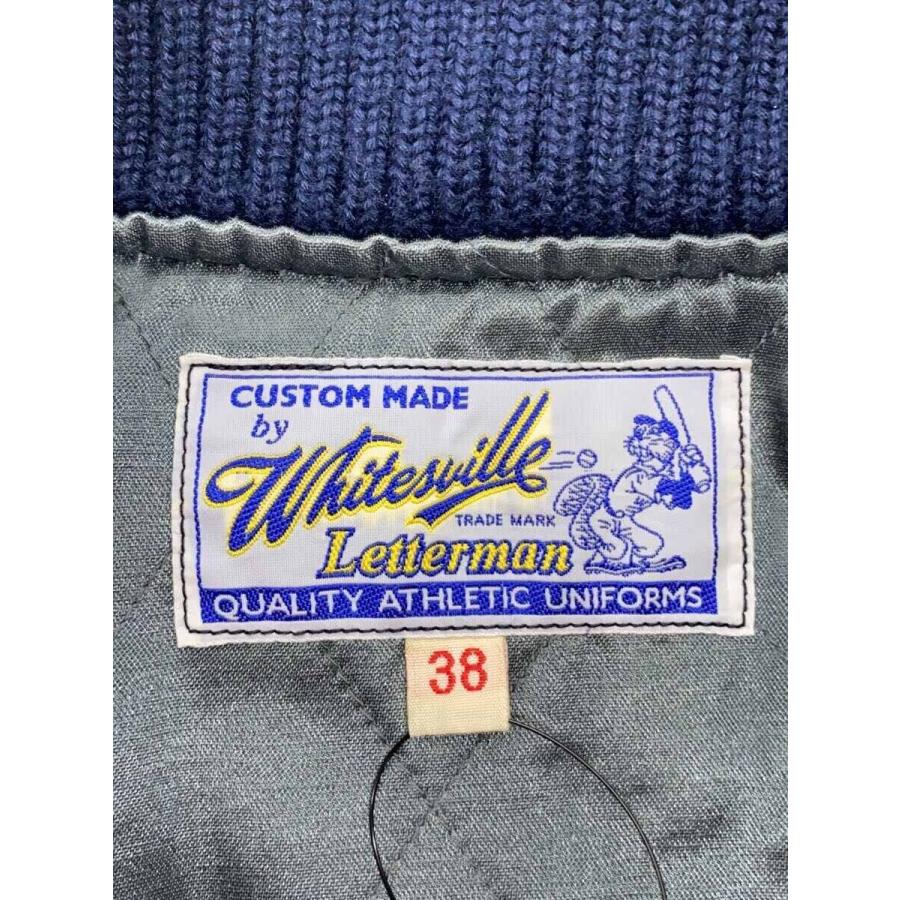 CUSTOM MADE
by
Whitesville
TRADE MARK
Letterman
QUALITY ATHLETIC UNIFORMS
38